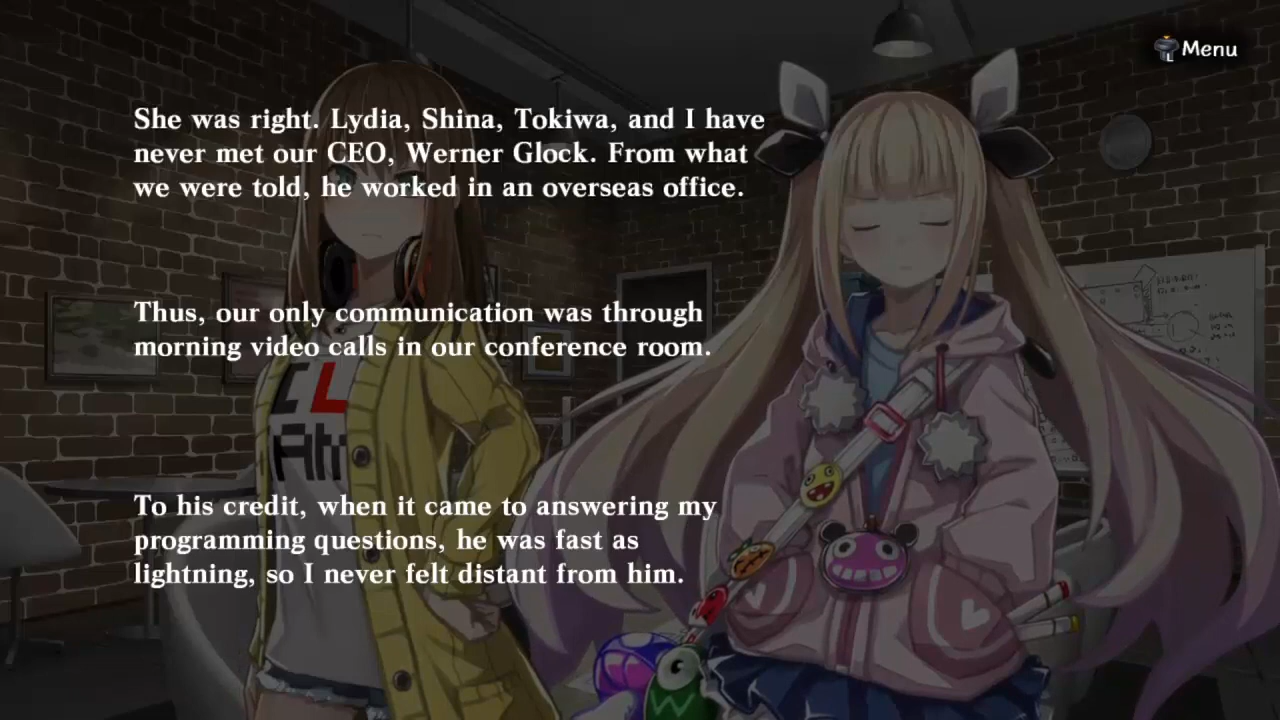 Menu
She was right. Lydia, Shina, Tokiwa, and I have
never met our CEO, Werner Glock. From what
we were told, he worked in an overseas office.
Thus, our only communication was through
morning video calls in our conference room.
To his credit, when it came to answering my
programming questions, he was fast as
lightning, so I never felt distant from him.